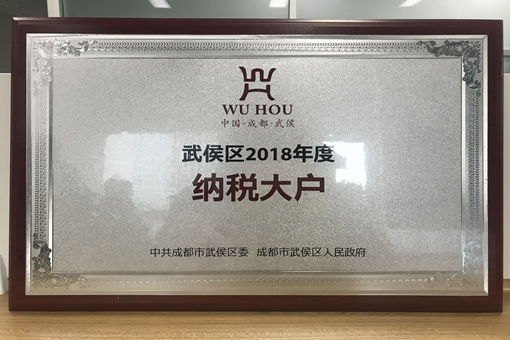 WU HOU
中国·成都·武侯
武侯区2018年度
纳税大户
中共成都市武侯区委 成都市武侯区人民政府